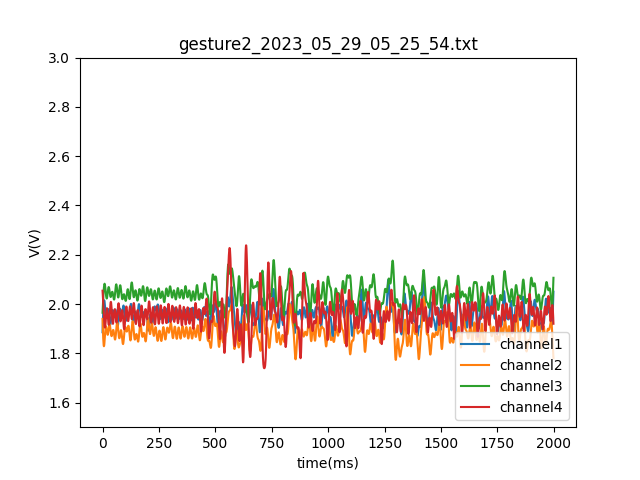 gesture2_2023_05_29_05_25_54.txt
V(V)
3.0
2.8
2.6
2.4
2.2
2.0
1.8
1.6
channel1
channel2
channel3
channel4
0 250 500 750 1000 1250 1500 1750 2000
time(ms)